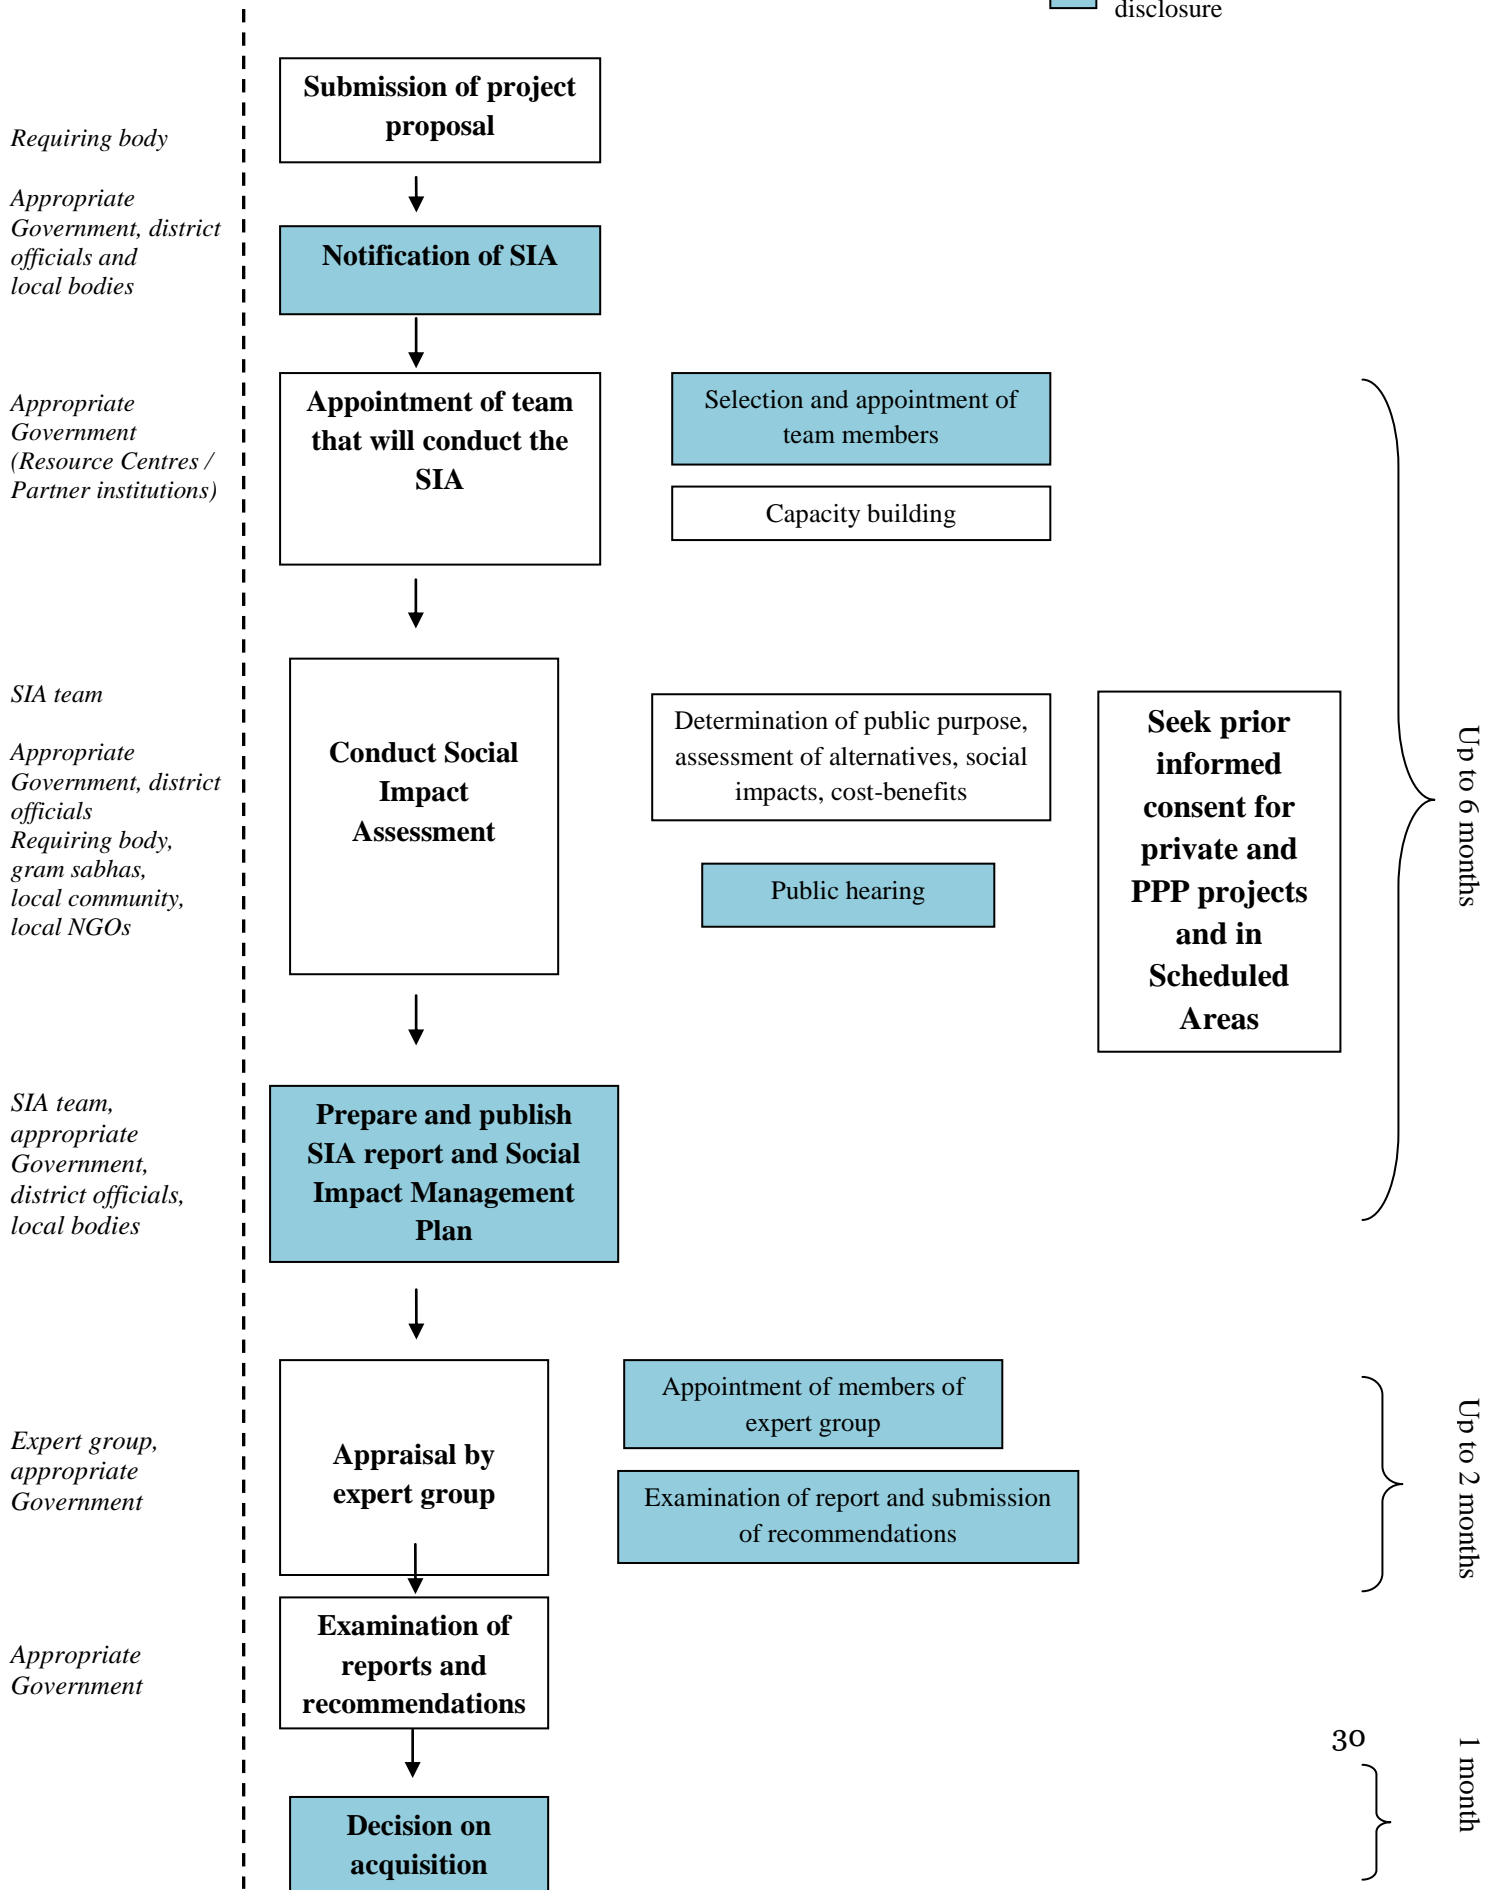 disclosure
Submission of project
proposal
Requiring body
Appropriate
Government, district
officials and
local bodies
Notification of SIA
Appropriate
Government
(Resource Centres /
Partner institutions)
Appointment of team
that will conduct the
SIA
Selection and appointment of
team members
Capacity building
SIA team
Appropriate
Government, district
officials
Requiring body,
gram sabhas,
local community,
local NGOs
Conduct Social
Impact
Assessment
Determination of public purpose,
assessment of alternatives, social
impacts, cost-benefits
Public hearing
Seek prior
informed
consent for
private and
PPP projects
and in
Scheduled
Areas
Up to 6 months
SIA team,
appropriate
Government,
district officials,
local bodies
Prepare and publish
SIA report and Social
Impact Management
Plan
Expert group,
appropriate
Government
Appraisal by
expert group
Appointment of members of
expert group
Examination of report and submission
of recommendations
Up to 2 months
Appropriate
Government
Examination of
reports and
recommendations
30
1 month
Decision on
acquisition